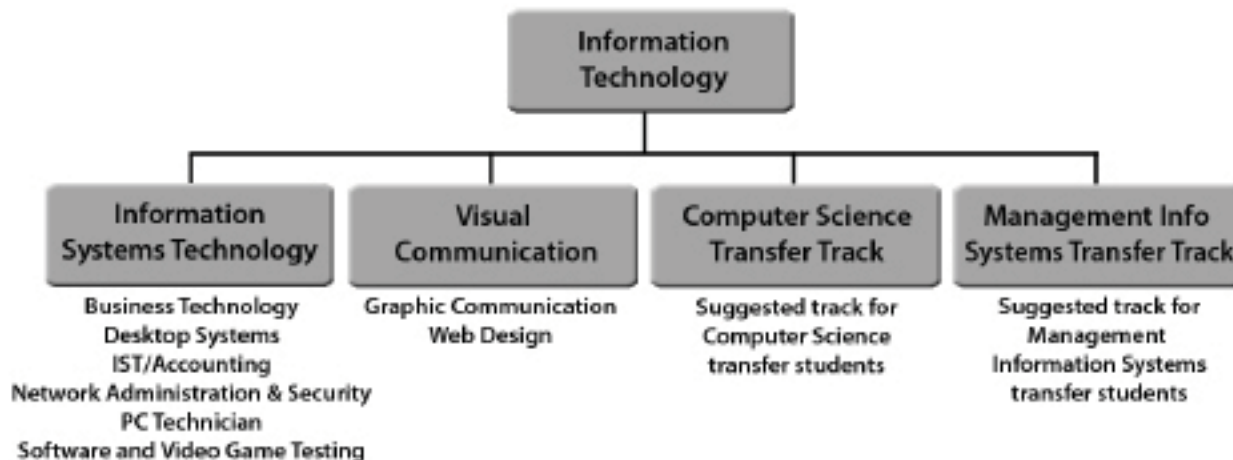 Information
Technology
Information
Systems Technology
Business Technology
Desktop Systems
IST/Accounting
Network Administration & Security
PC Technician
Software and Video Game Testing
Visual
Communication
Graphic Communication
Web Design
Computer Science
Transfer Track
Suggested track for
Computer Science
transfer students
Management Info
Systems Transfer Track
Suggested track for
Management
Information Systems
transfer students